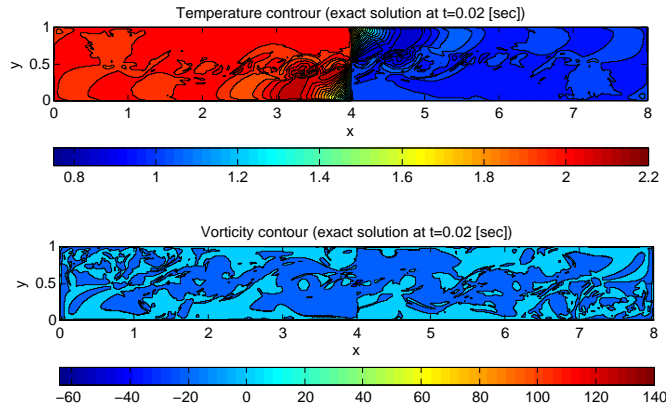 Temperature contour (exact solution at t=0.02 [sec])
1
0.5
0
y
0 1 2 3 4 5 6 7 8
x
0.8 1 1.2 1.4 1.6 1.8 2 2.2
Vorticity contour (exact solution at t=0.02 [sec])
1
0.5
0
y
0 1 2 3 4 5 6 7 8
x
−60 −40 −20 0 20 40 60 80 100 120 140